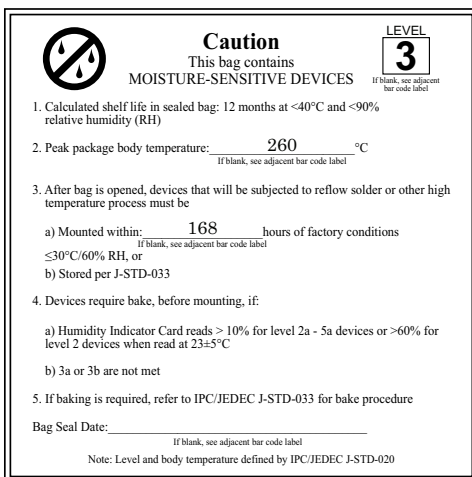 Caution
LEVEL
3
If blank, see adjacent
bar code label
This bag contains
MOISTURE-SENSITIVE DEVICES
1. Calculated shelf life in sealed bag: 12 months at <40°C and <90%
relative humidity (RH)
2. Peak package body temperature: 260 °C
If blank, see adjacent bar code label
3. After bag is opened, devices that will be subjected to reflow solder or other high
temperature process must be
a) Mounted within: 168 hours of factory conditions
If blank, see adjacent bar code label
≤30°C/60% RH, or
b) Stored per J-STD-033
4. Devices require bake, before mounting, if:
a) Humidity Indicator Card reads > 10% for level 2a - 5a devices or >60% for
level 2 devices when read at 23±5°C
b) 3a or 3b are not met
5. If baking is required, refer to IPC/JEDEC J-STD-033 for bake procedure
Bag Seal Date:
If blank, see adjacent bar code label
Note: Level and body temperature defined by IPC/JEDEC J-STD-020